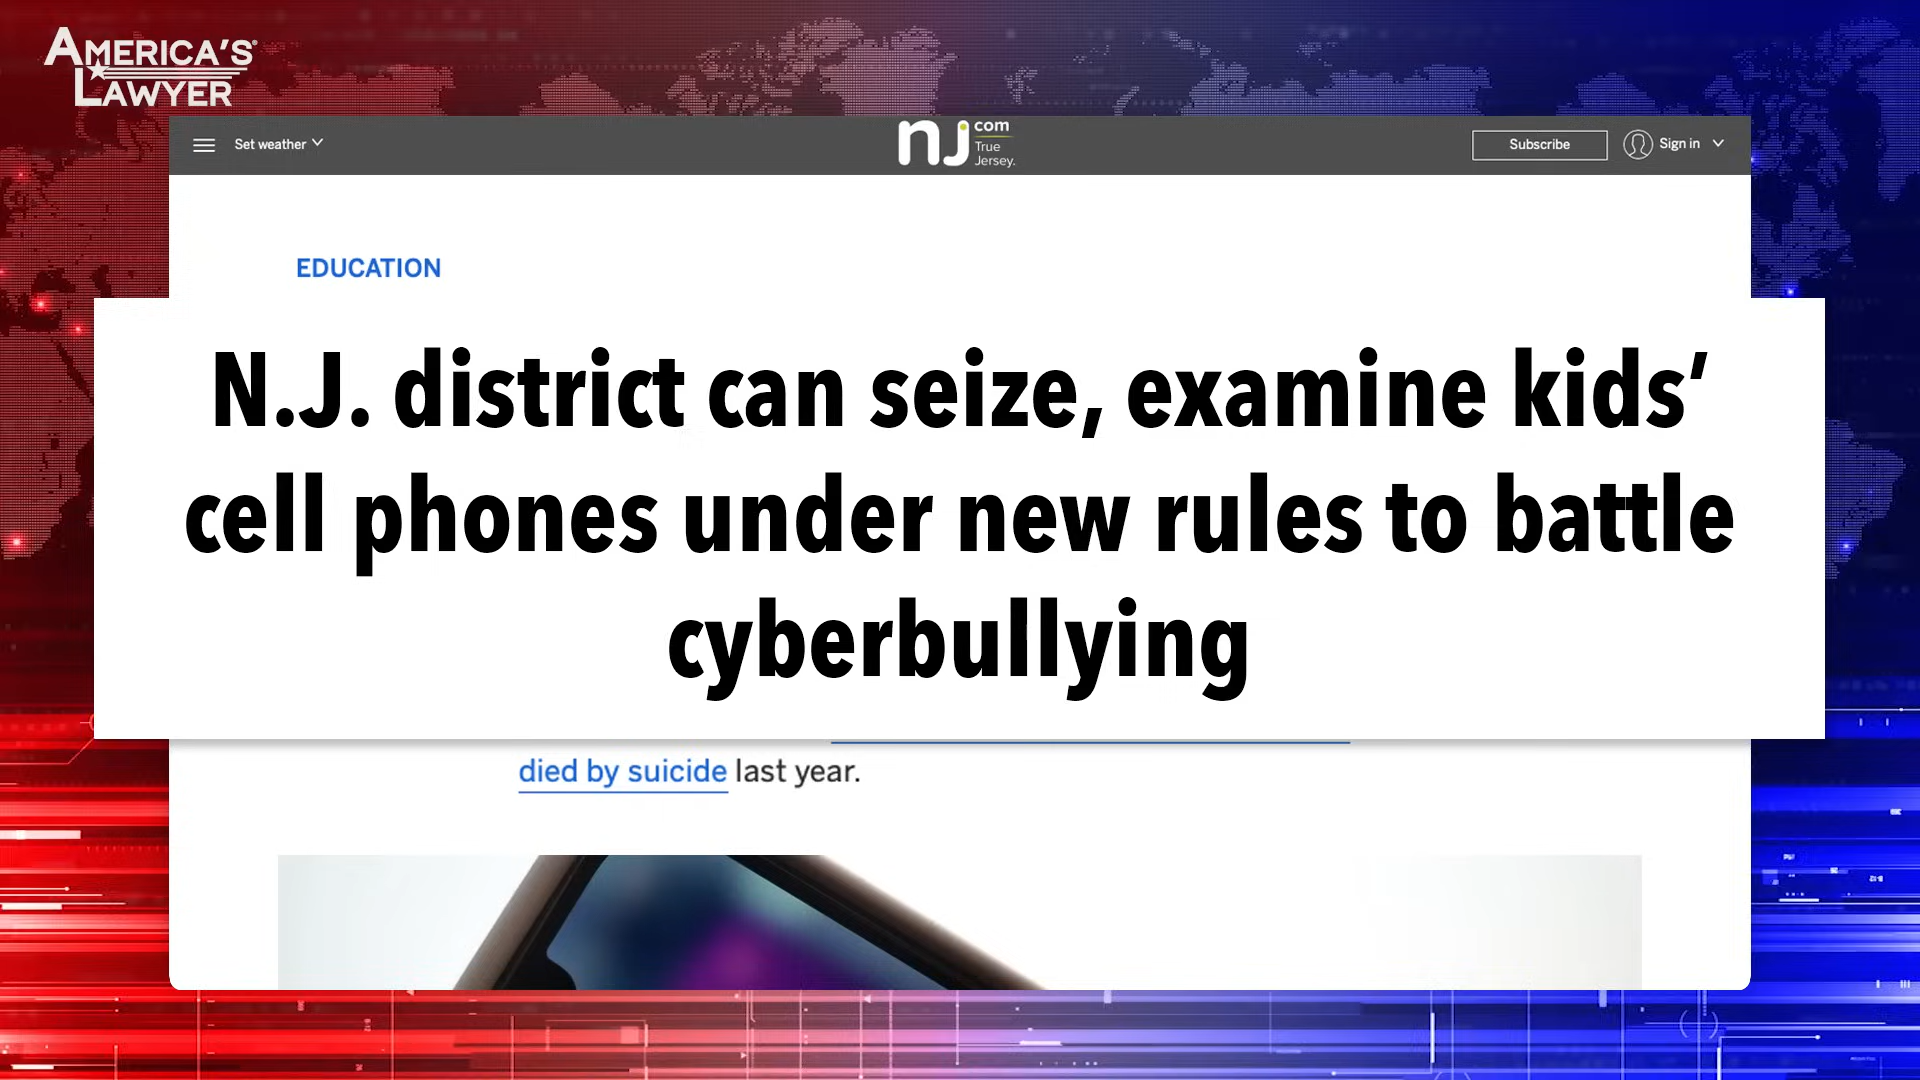 AMERICA'S
LAWYER
Set weather
nj com
True
Jersey.
Subscribe
Sign in
EDUCATION
N.J. district can seize, examine kids’
cell phones under new rules to battle
cyberbullying
died by suicide last year.